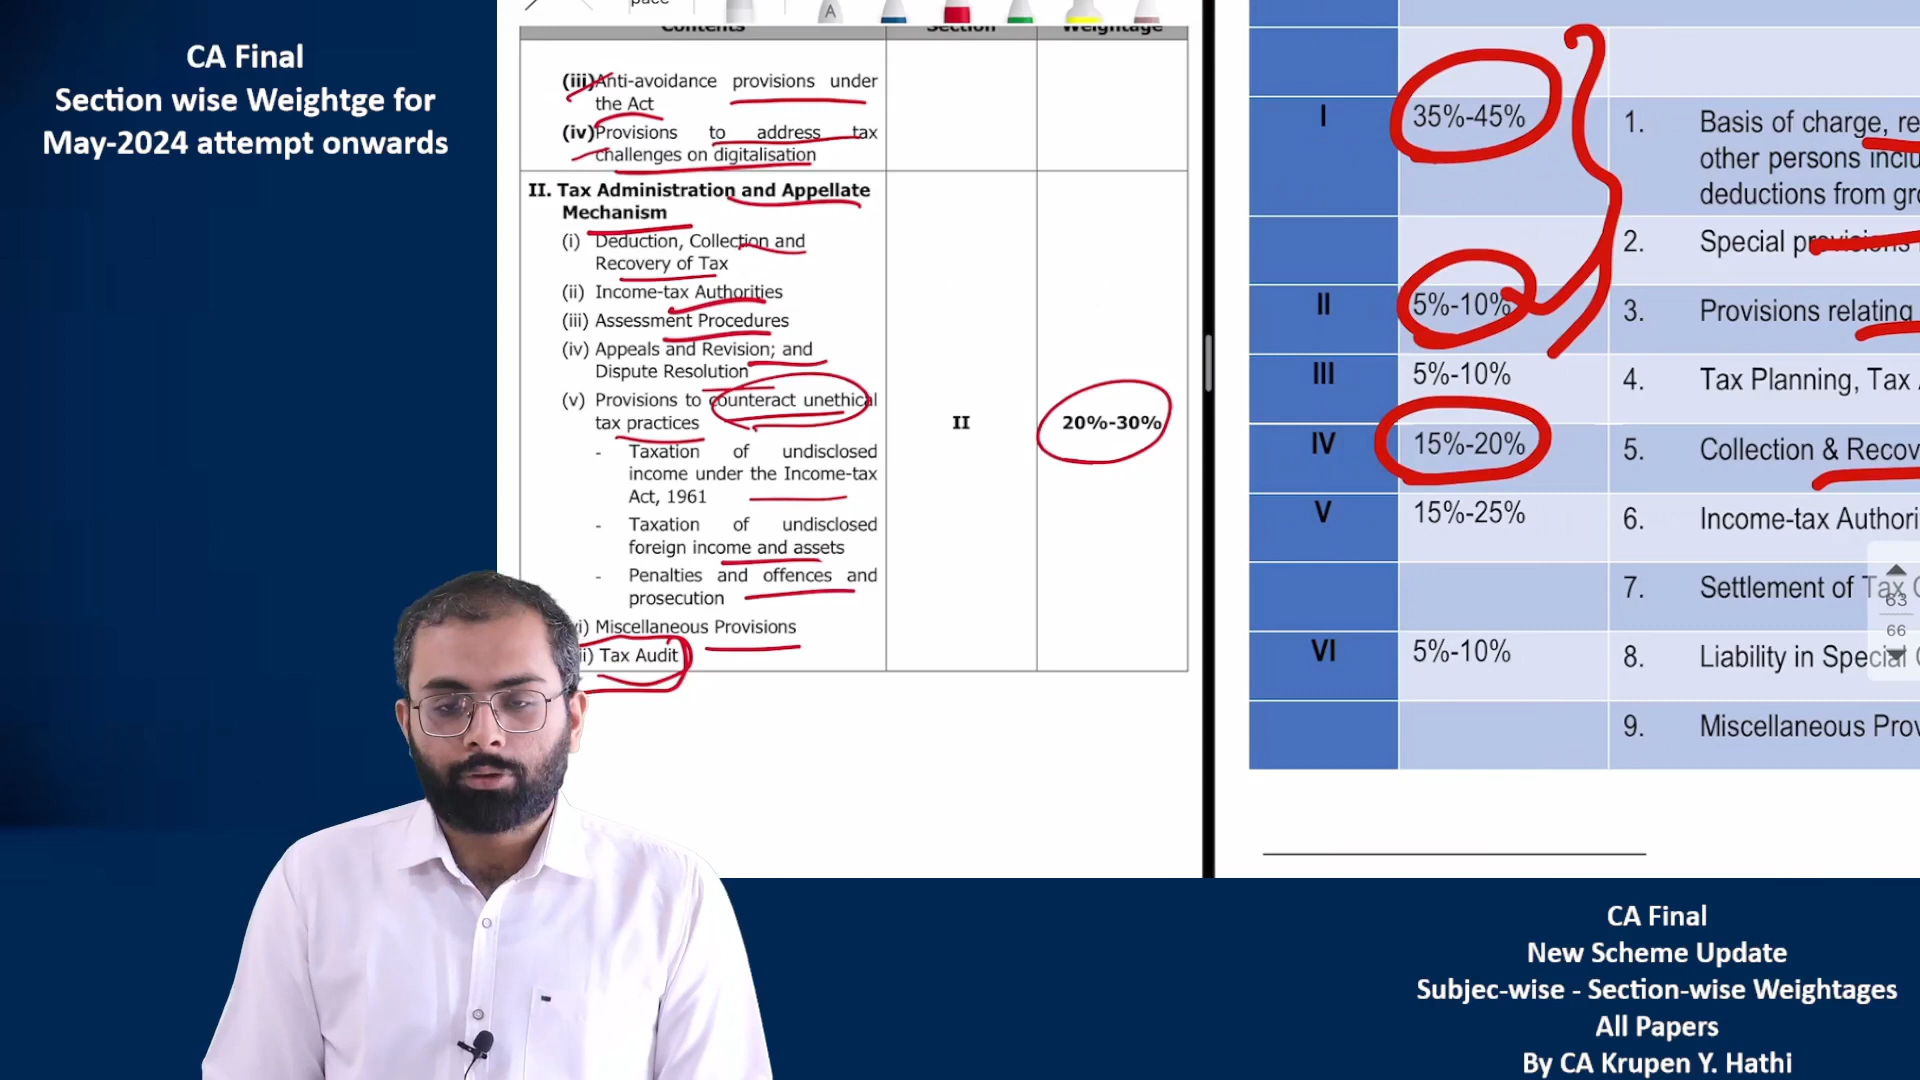 CA Final
Section wise Weightge for
May-2024 attempt onwards
A
Contents Section Weightage
(iii) Anti-avoidance provisions under
the Act
(iv) Provisions to address tax
challenges on digitalisation
II. Tax Administration and Appellate
Mechanism
(i) Deduction, Collection and
Recovery of Tax
(ii) Income-tax Authorities
(iii) Assessment Procedures
(iv) Appeals and Revision; and
Dispute Resolution
(v) Provisions to counteract unethical
tax practices
- Taxation of undisclosed
income under the Income-tax
Act, 1961
- Taxation of undisclosed
foreign income and assets
- Penalties and offences and
prosecution
vi) Miscellaneous Provisions
ii) Tax Audit
II 20%-30%
I 35%-45% 1. Basis of charge, re
other persons inclu
deductions from gro
2. Special provisions
II 5%-10% 3. Provisions relating
III 5%-10% 4. Tax Planning, Tax
IV 15%-20% 5. Collection & Recov
V 15%-25% 6. Income-tax Authori
7. Settlement of Tax
VI 5%-10% 8. Liability in Special
9. Miscellaneous Prov
63
66
CA Final
New Scheme Update
Subjec-wise - Section-wise Weightages
All Papers
By CA Krupen Y. Hathi